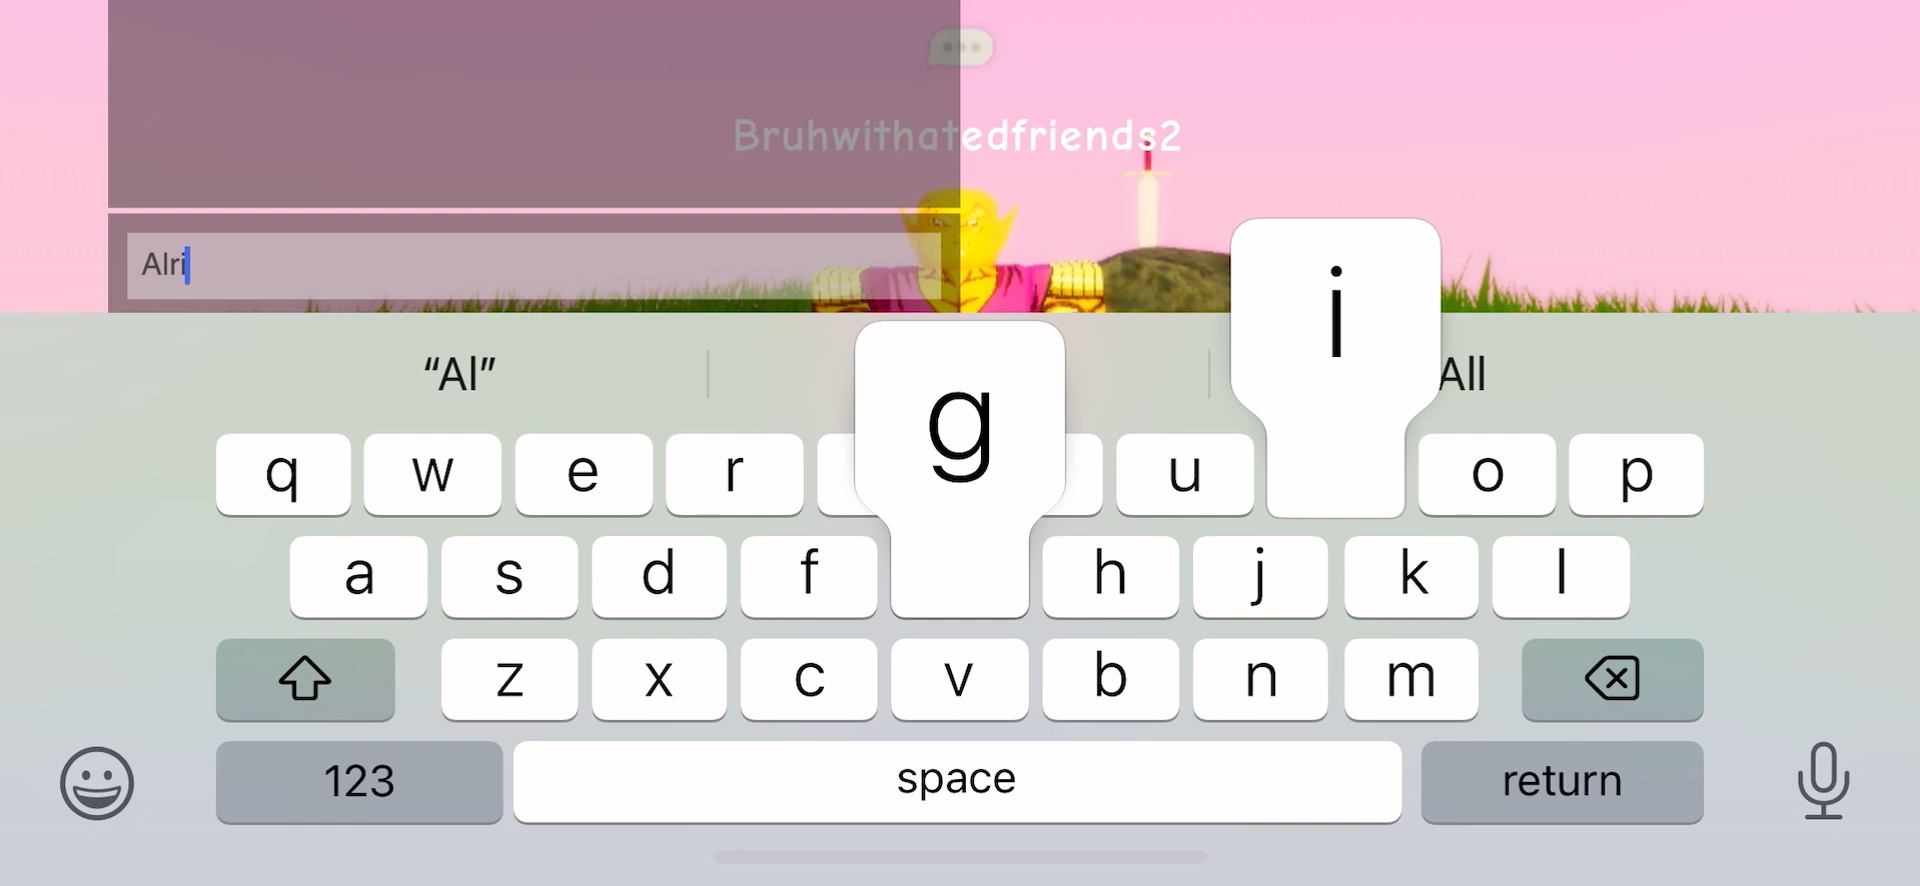 Bruhwithatedfriends2
Alri
“Al”
All
i
g
q w e r u o p
a s d f h j k l
z x c v b n m
123
space
return